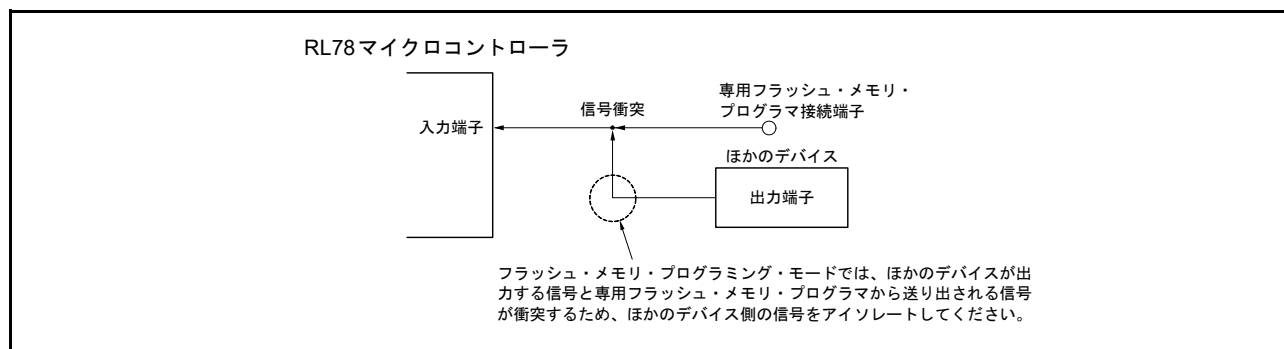 RL78マイクロコントローラ
専用フラッシュ・メモリ・
プログラマ接続端子
信号衝突
入力端子
ほかのデバイス
出力端子
フラッシュ・メモリ・プログラミング・モードでは、ほかのデバイスが出
力する信号と専用フラッシュ・メモリ・プログラマから送り出される信号
が衝突するため、ほかのデバイス側の信号をアイソレートしてください。